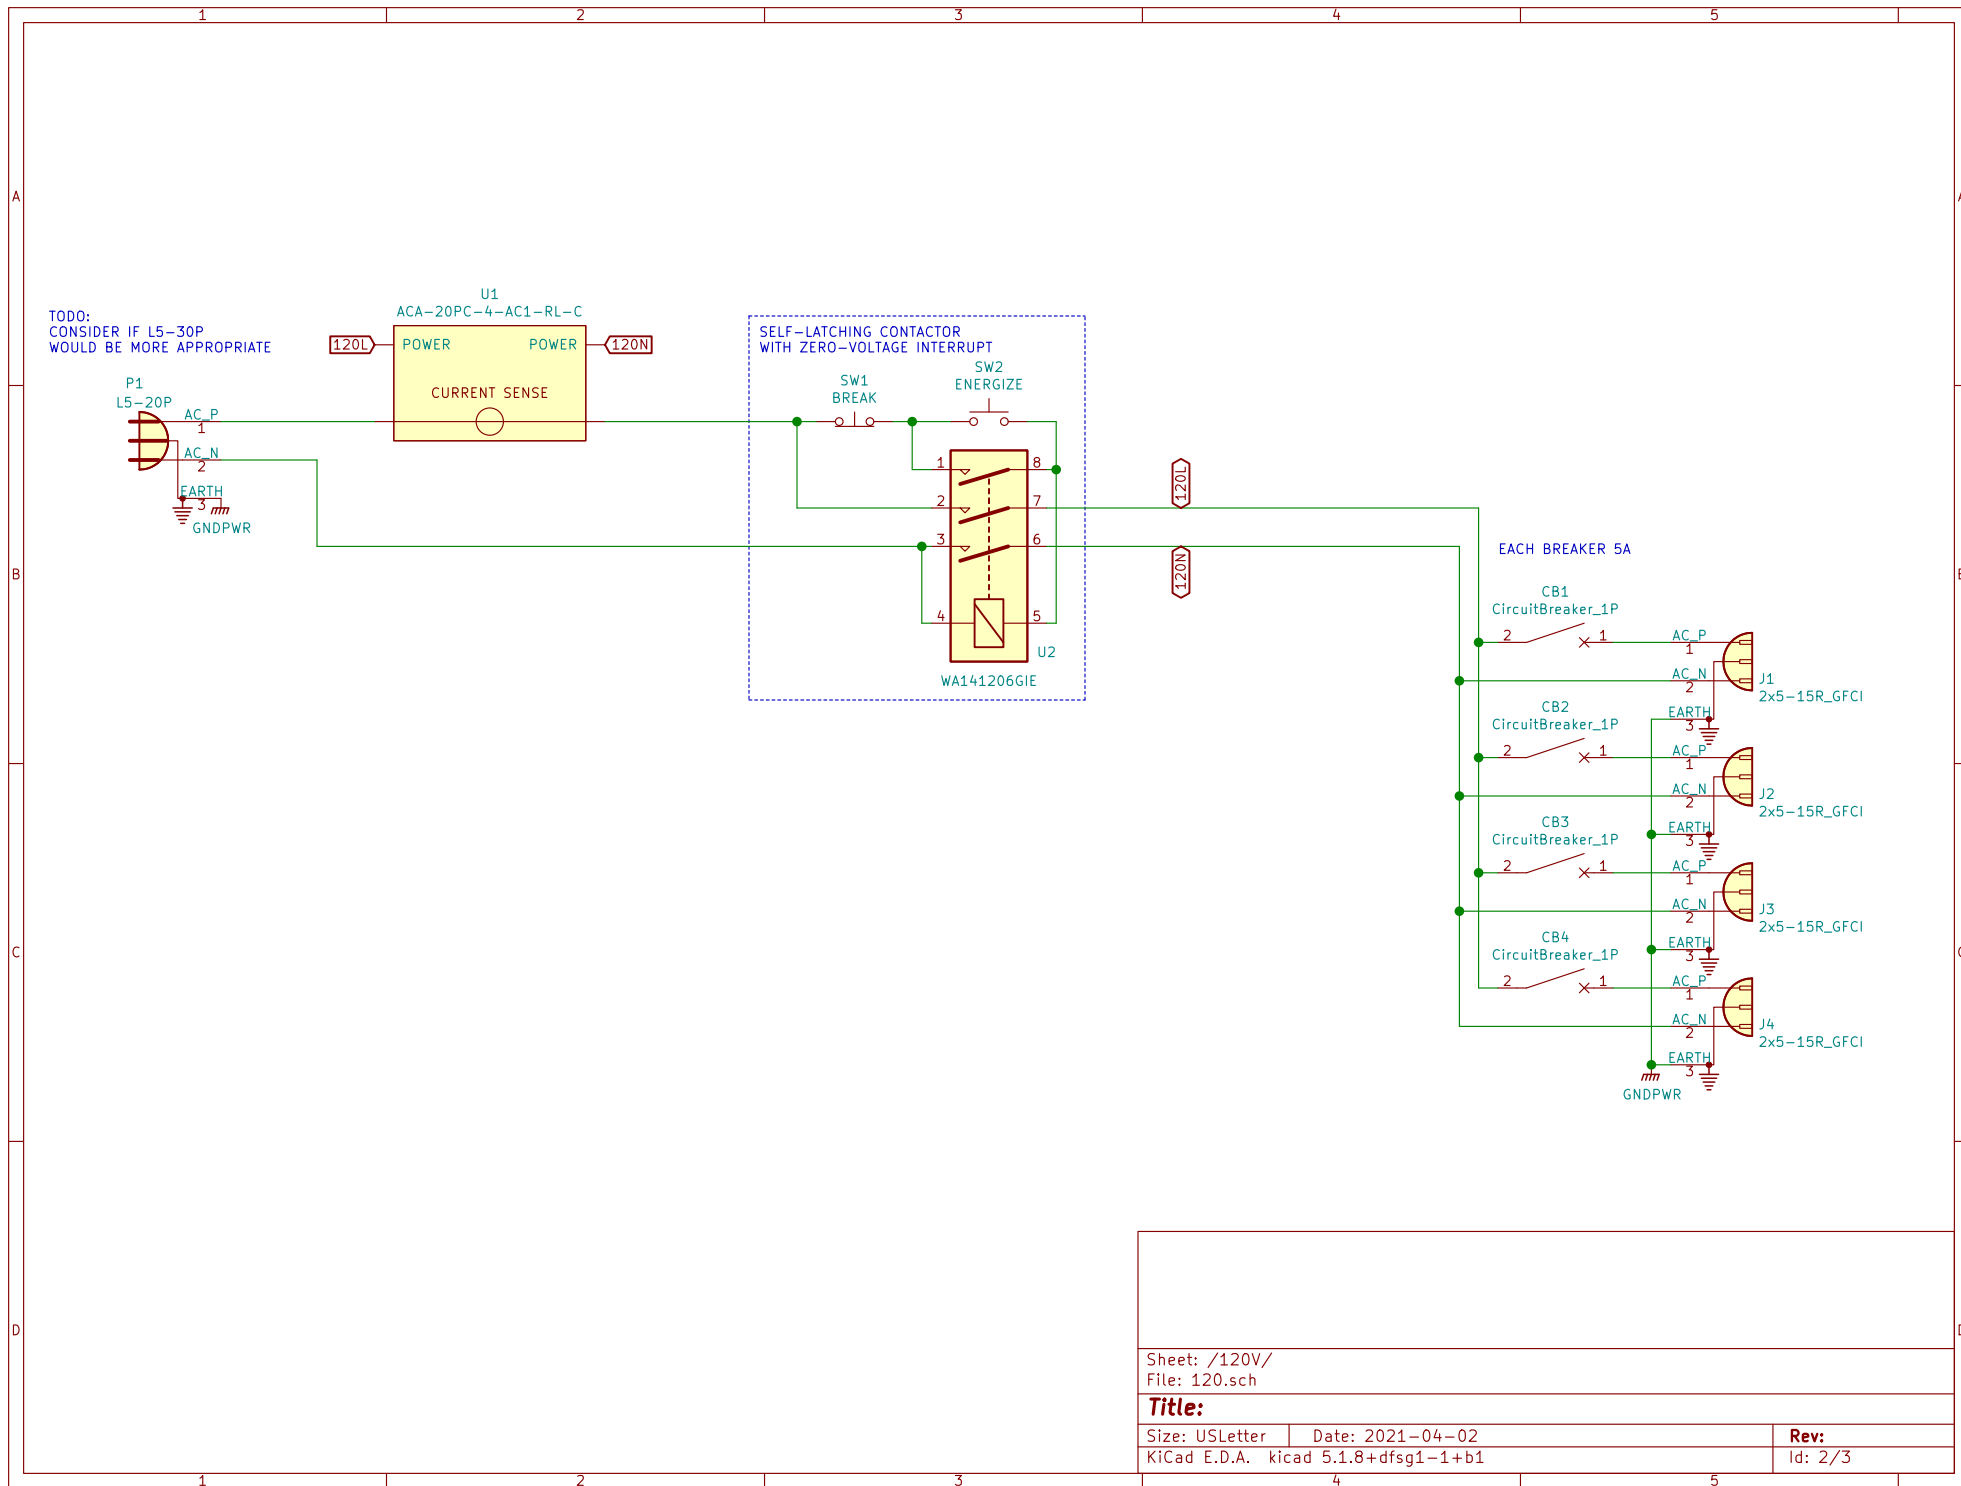 1 2 3 4 5
A
B
C
D
TODO:
CONSIDER IF L5-30P
WOULD BE MORE APPROPRIATE
P1
L5-20P
AC_P
1
AC_N
2
EARTH
3
GNDPWR
U1
ACA-20PC-4-AC1-RL-C
120L
POWER
POWER
120N
CURRENT SENSE
SELF-LATCHING CONTACTOR
WITH ZERO-VOLTAGE INTERRUPT
SW1
BREAK
SW2
ENERGIZE
1
8
2
7
3
6
4
5
U2
WA141206GIE
120L
120N
EACH BREAKER 5A
CB1
CircuitBreaker_1P
2
1
AC_P
1
AC_N
2
EARTH
3
J1
2x5-15R_GFCI
CB2
CircuitBreaker_1P
2
1
AC_P
1
AC_N
2
EARTH
3
J2
2x5-15R_GFCI
CB3
CircuitBreaker_1P
2
1
AC_P
1
AC_N
2
EARTH
3
J3
2x5-15R_GFCI
CB4
CircuitBreaker_1P
2
1
AC_P
1
AC_N
2
EARTH
3
J4
2x5-15R_GFCI
GNDPWR
Sheet: /120V/
File: 120.sch
Title:
Size: USLetter
Date: 2021-04-02
Rev:
KiCad E.D.A. kicad 5.1.8+dfsg1-1+b1
Id: 2/3
1 2 3 4 5